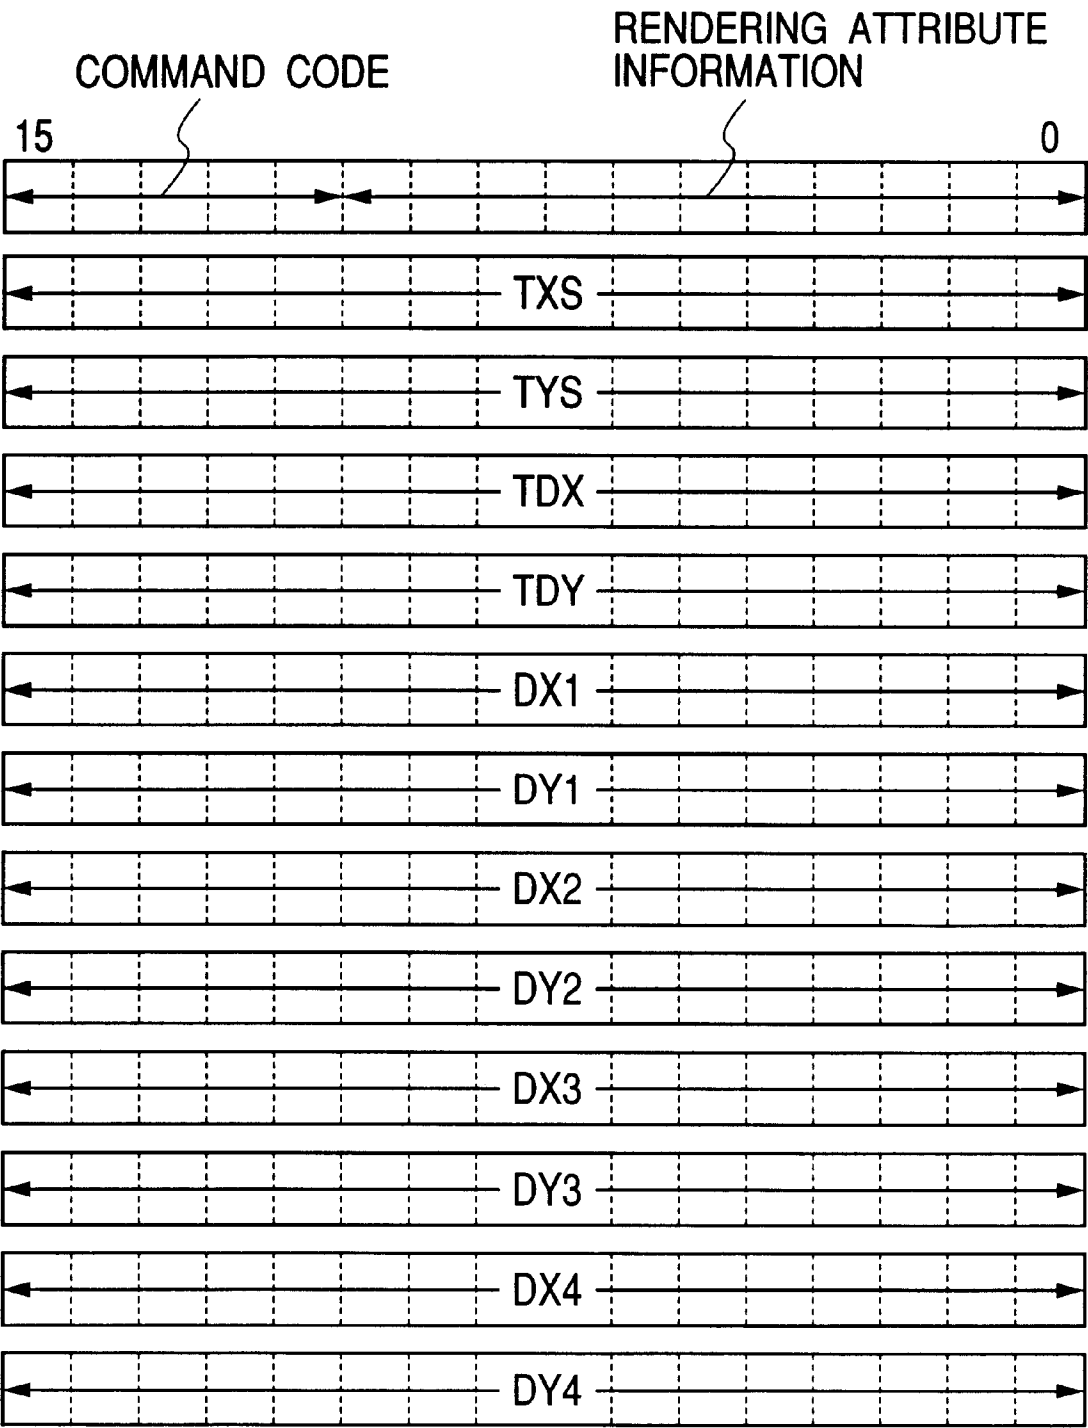 RENDERING ATTRIBUTE
INFORMATION
COMMAND CODE
15
0
TXS
TYS
TDX
TDY
DX1
DY1
DX2
DY2
DX3
DY3
DX4
DY4